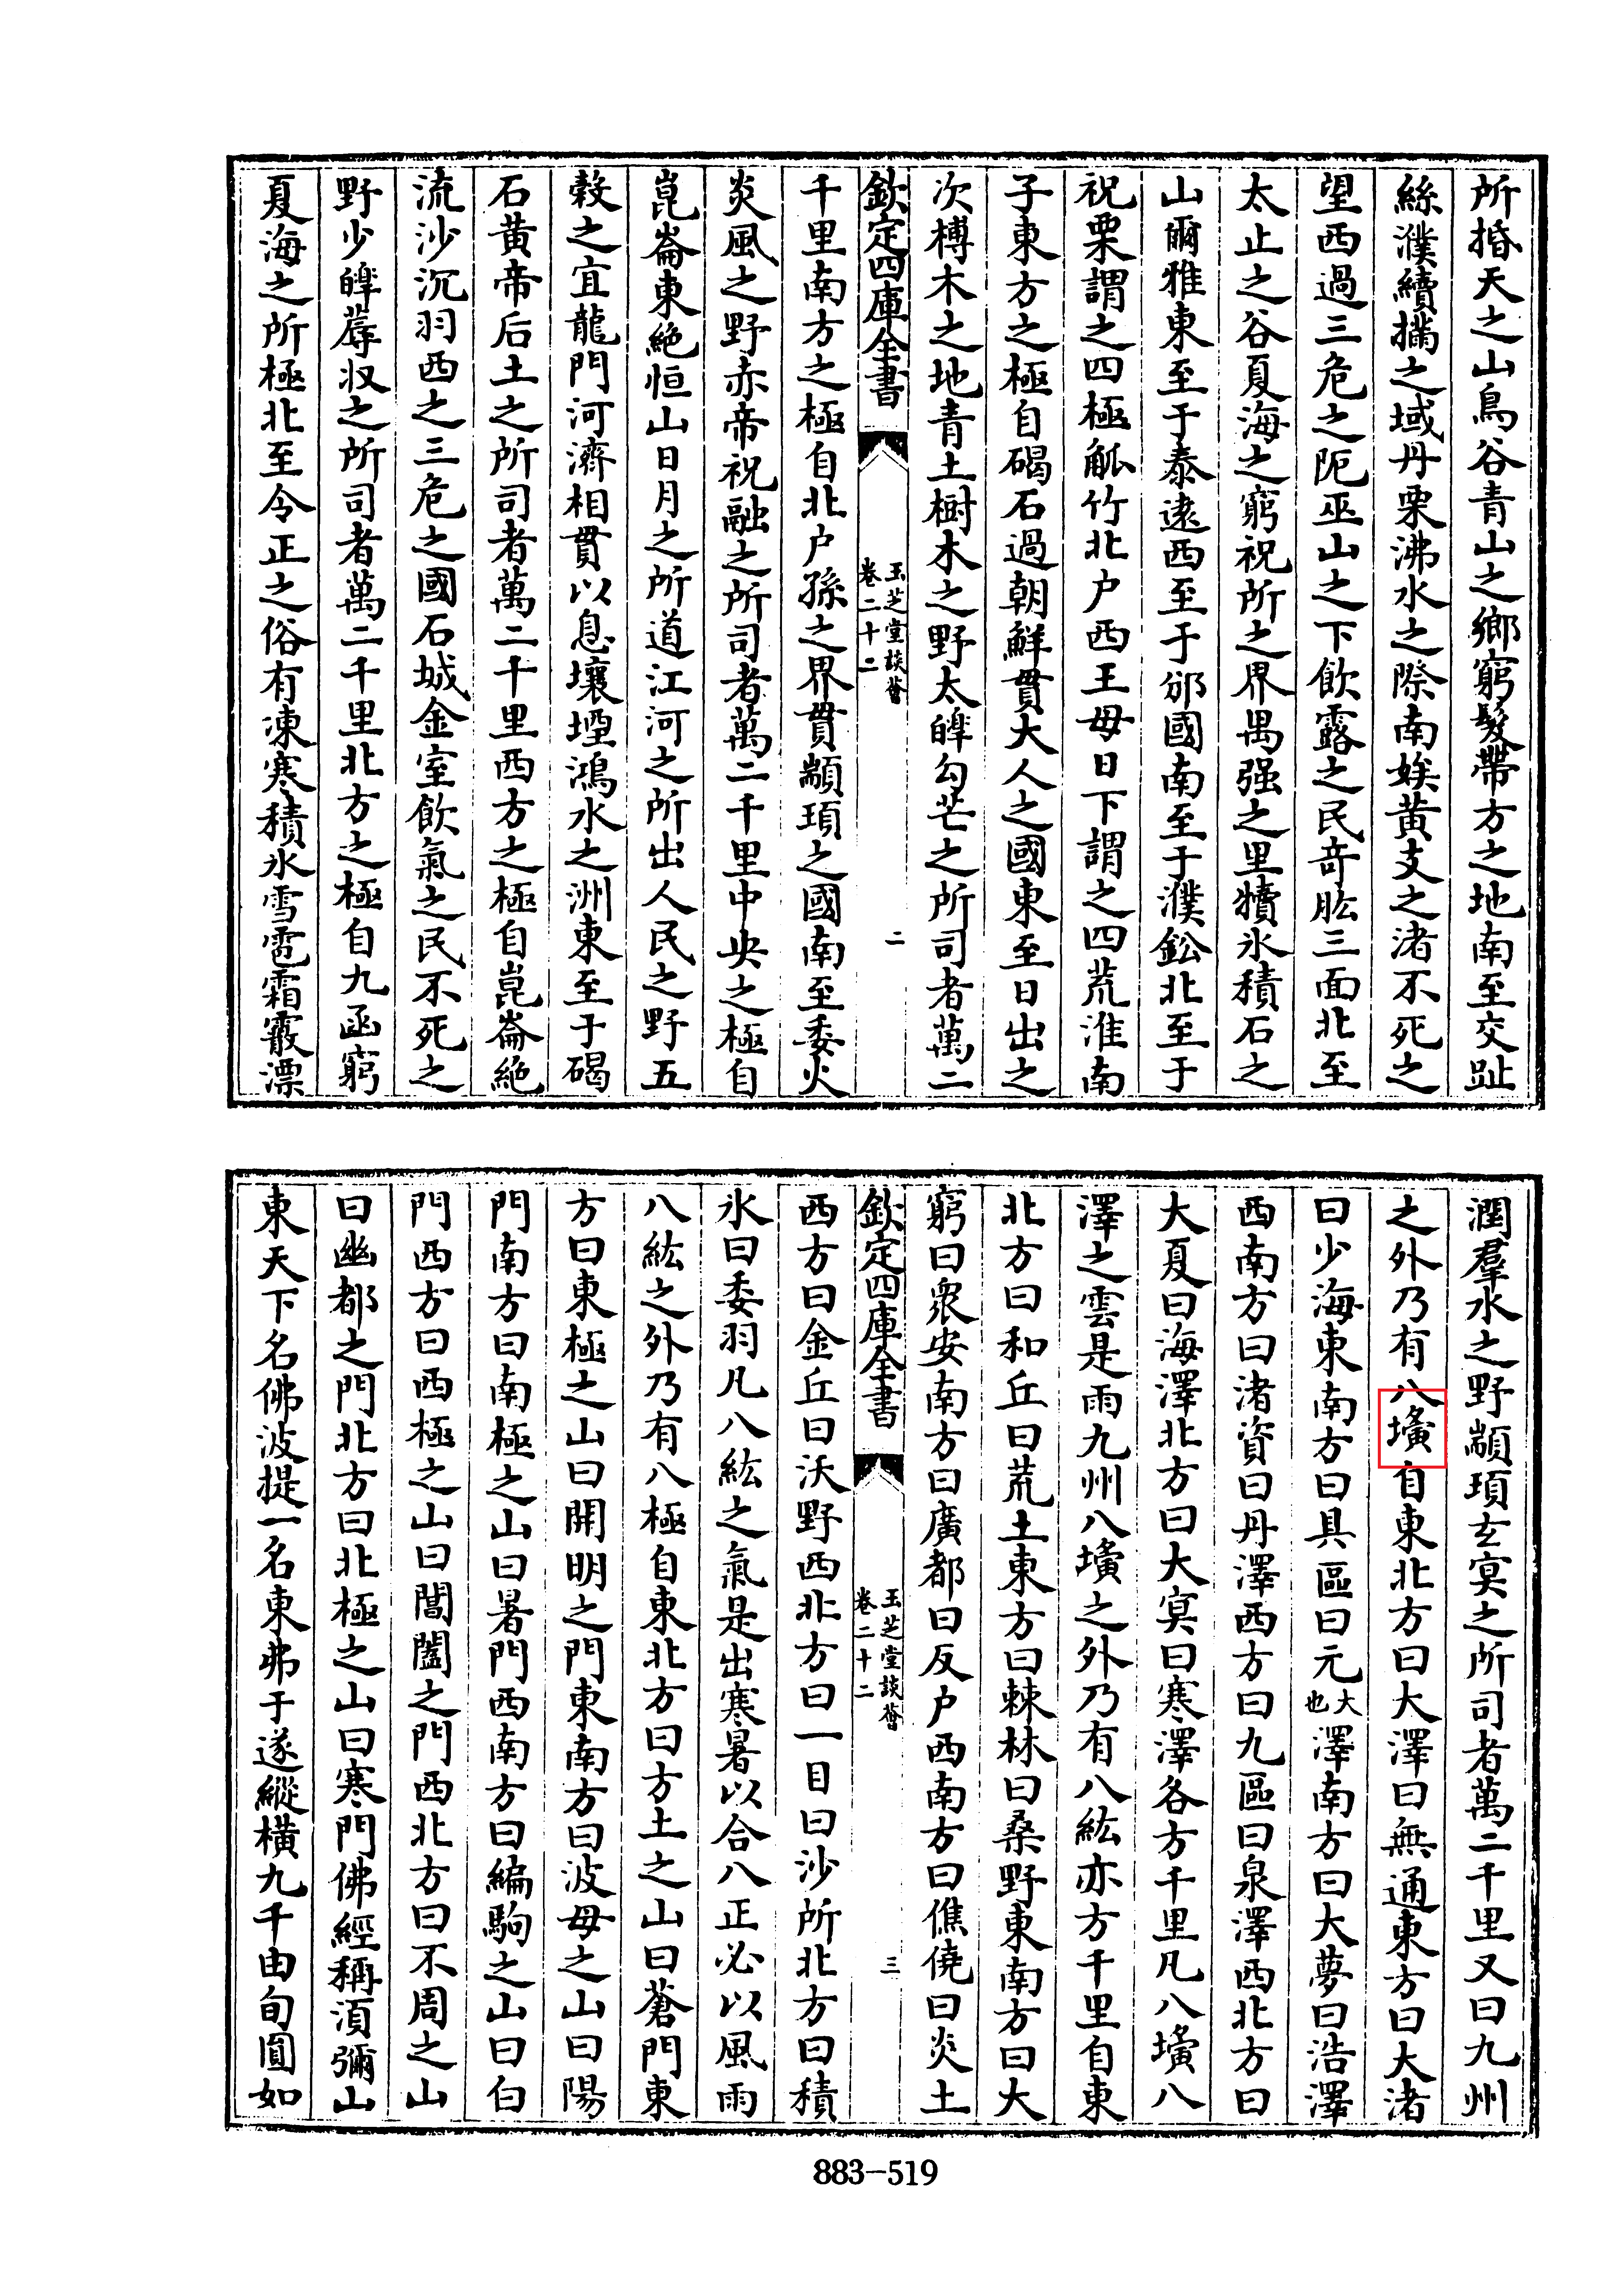 所揗天之山鳥谷青山之鄉窮髮帶方之地南至交趾
絲濮續樠之域丹栗沸水之際南娭黄支之渚不死之
望西過三危之阨巫山之下飲露之民竒肱三面北至
太止之谷夏海之窮祝所之界禺强之里犢氷積石之
山爾雅東至于泰逺西至于邠國南至于濮鈆北至于
祝栗謂之四極觚竹北户西王母日下謂之四荒淮南
子東方之極自碣石過朝鮮貫大人之國東至日出之
次榑木之地青土樹木之野太皥勾芒之所司者萬二
欽定四庫全書
玉芝堂談薈
卷二十二
二
千里南方之極自北户孫之界貫顓頊之國南至委火
炎風之野赤帝祝融之所司者萬二千里中央之極自
崑崙東絶恒山日月之所道江河之所出人民之野五
穀之宜龍門河濟相貫以息壤堙鴻水之洲東至于碣
石黄帝后土之所司者萬二千里西方之極自崑崙絶
流沙沉羽西之三危之國石城金室飲氣之民不死之
野少皥蓐収之所司者萬二千里北方之極自九函窮
夏海之所極北至令正之俗有凍寒積氷雪雹霜霰漂
潤羣水之野顓頊玄㝠之所司者萬二千里又曰九州
之外乃有八壙自東北方曰大澤曰無通東方曰大渚
曰少海東南方曰具區曰元大也澤南方曰大夢曰浩澤
西南方曰渚資曰丹澤西方曰九區曰泉澤西北方曰
大夏曰海澤北方曰大㝠曰寒澤各方千里凡八壙八
澤之雲是雨九州八壙之外乃有八紘亦方千里自東
北方曰和丘曰荒土東方曰棘林曰桑野東南方曰大
窮曰衆安南方曰廣都曰反户西南方曰僬僥曰炎土
欽定四庫全書
玉芝堂談薈
卷二十二
三
西方曰金丘曰沃野西北方曰一目曰沙所北方曰積
氷曰委羽凡八紘之氣是出寒暑以合八正必以風雨
八紘之外乃有八極自東北方曰方土之山曰蒼門東
方曰東極之山曰開明之門東南方曰波母之山曰陽
門南方曰南極之山曰暑門西南方曰編駒之山曰白
門西方曰西極之山曰閶闔之門西北方曰不周之山
曰幽都之門北方曰北極之山曰寒門佛經稱湏彌山
東天下名佛波提一名東弗于逐縱横九千由旬圓如
883-519